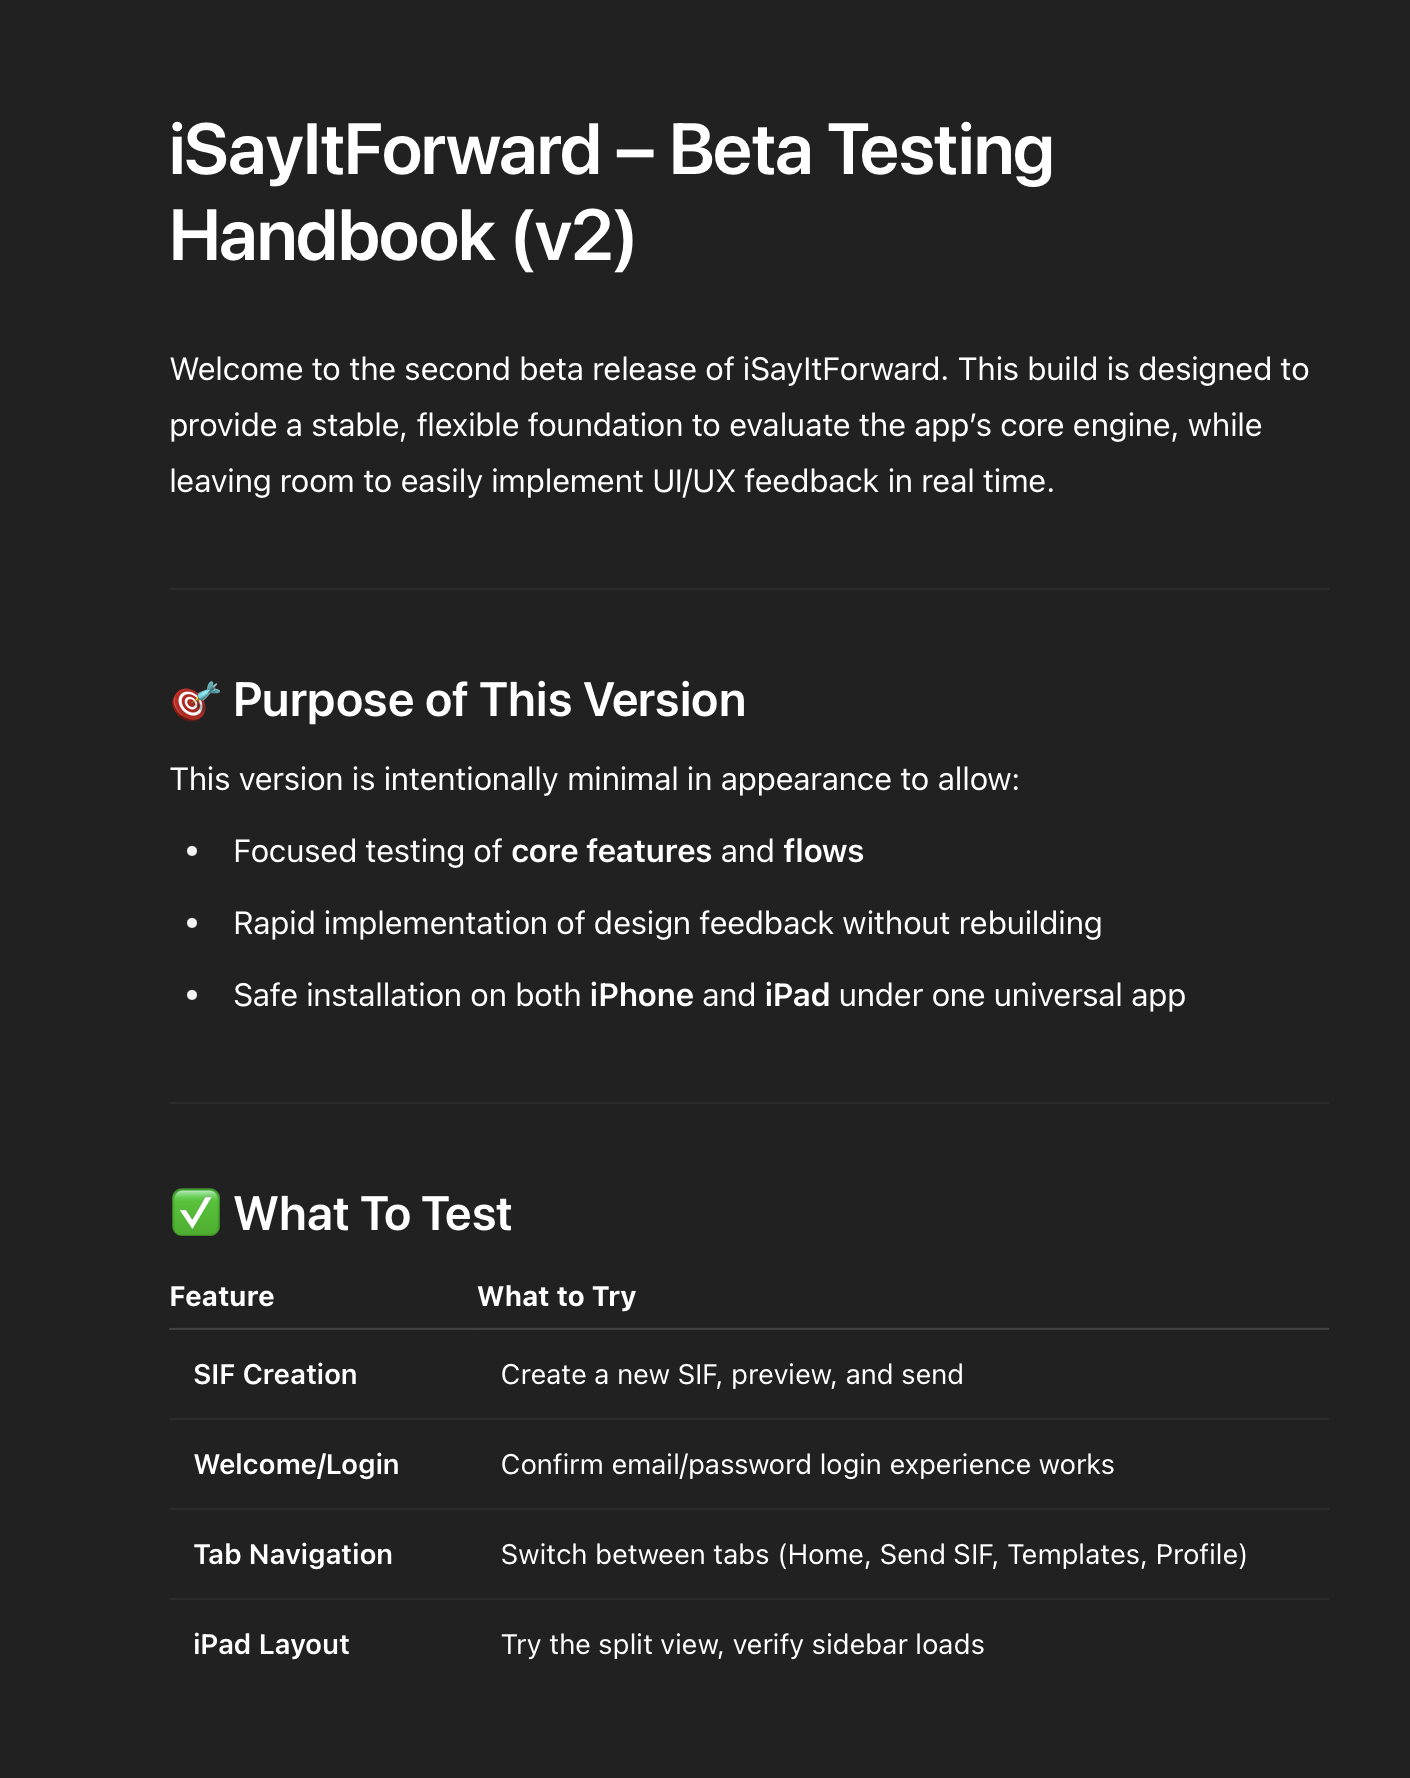 iSayItForward – Beta Testing
Handbook (v2)
Welcome to the second beta release of iSayItForward. This build is designed to
provide a stable, flexible foundation to evaluate the app’s core engine, while
leaving room to easily implement UI/UX feedback in real time.
🎯 Purpose of This Version
This version is intentionally minimal in appearance to allow:
• Focused testing of core features and flows
• Rapid implementation of design feedback without rebuilding
• Safe installation on both iPhone and iPad under one universal app
✅ What To Test
Feature What to Try
SIF Creation Create a new SIF, preview, and send
Welcome/Login Confirm email/password login experience works
Tab Navigation Switch between tabs (Home, Send SIF, Templates, Profile)
iPad Layout Try the split view, verify sidebar loads